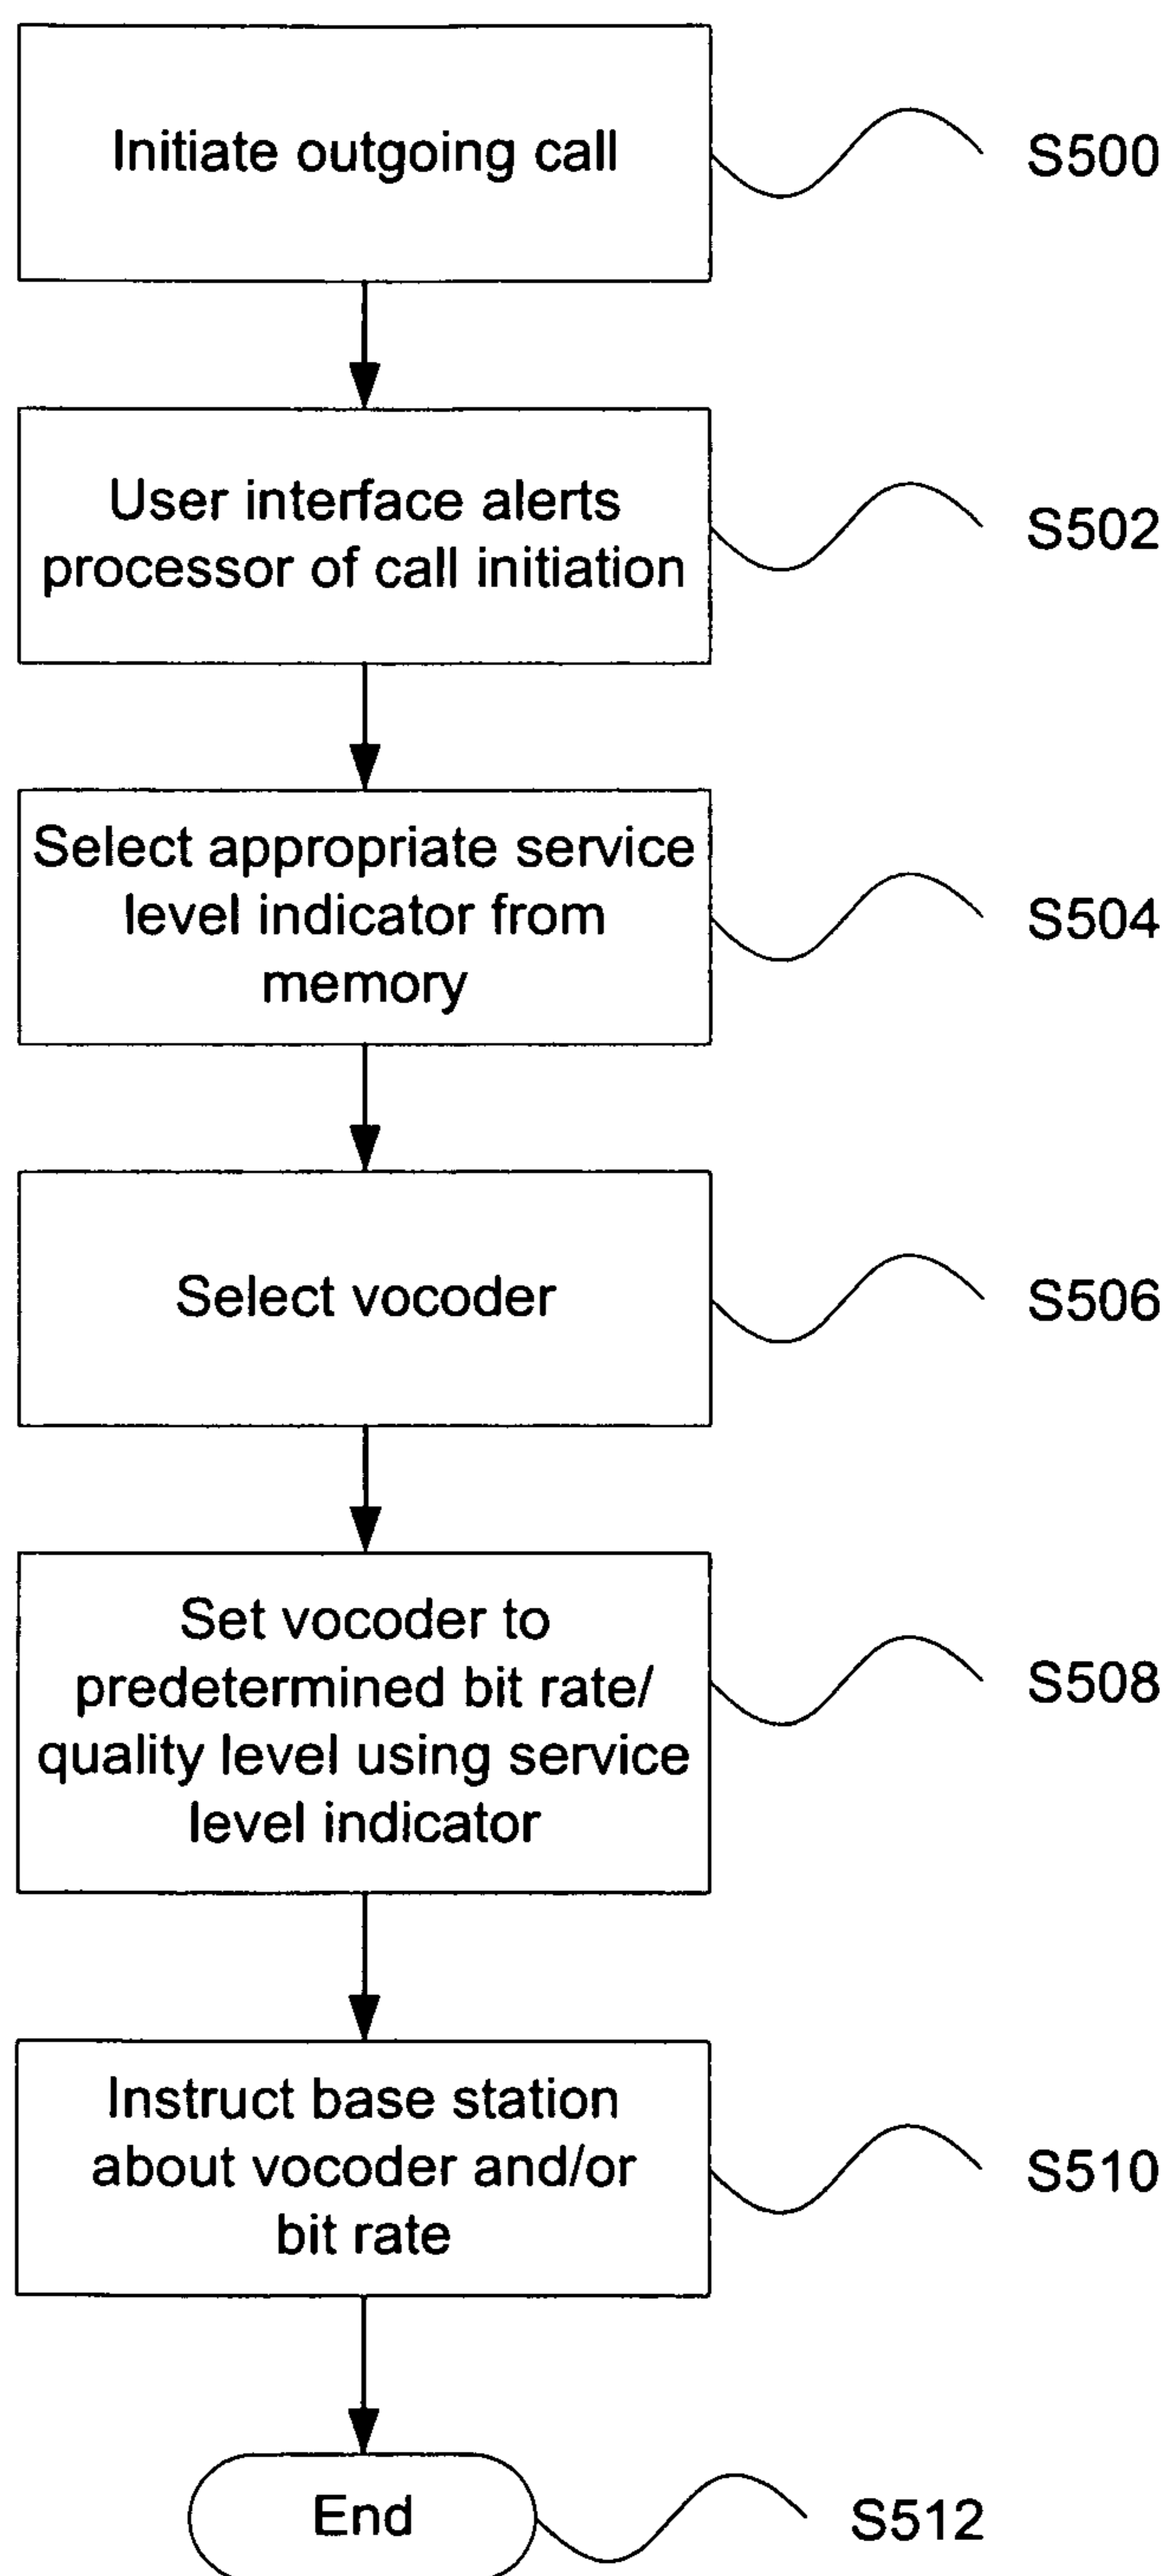 Initiate outgoing call
S500
User interface alerts
processor of call initiation
S502
Select appropriate service
level indicator from
memory
S504
Select vocoder
S506
Set vocoder to
predetermined bit rate/
quality level using service
level indicator
S508
Instruct base station
about vocoder and/or
bit rate
S510
End
S512